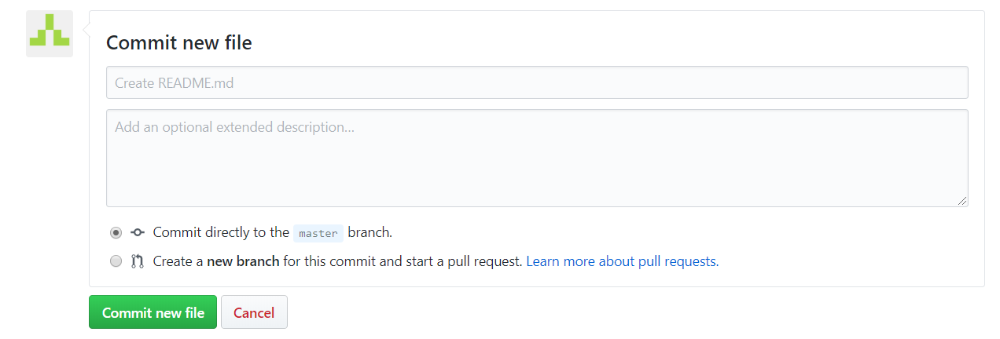 Commit new file
Create README.md
Add an optional extended description...
Commit directly to the master branch.
Create a new branch for this commit and start a pull request. Learn more about pull requests.
Commit new file Cancel